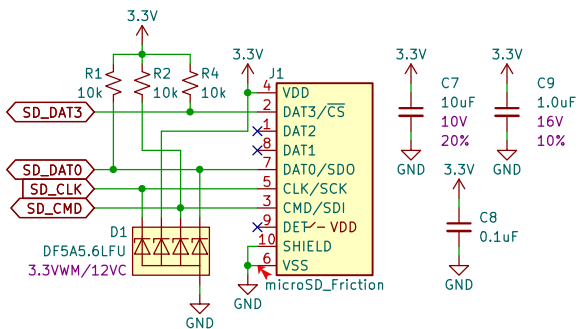 3.3V
R1
10k
R2
10k
R4
10k
3.3V
J1
SD_DAT3
SD_DAT0
SD_CLK
SD_CMD
4
VDD
2
DAT3/CS
1
DAT2
8
DAT1
7
DAT0/SDO
5
CLK/SCK
3
CMD/SDI
9
DET
VDD
10
SHIELD
6
VSS
microSD_Friction
D1
DF5A5.6LFU
3.3VWM/12VC
GND
GND
3.3V
C7
10uF
10V
20%
GND
3.3V
C9
1.0uF
16V
10%
GND
3.3V
C8
0.1uF
GND